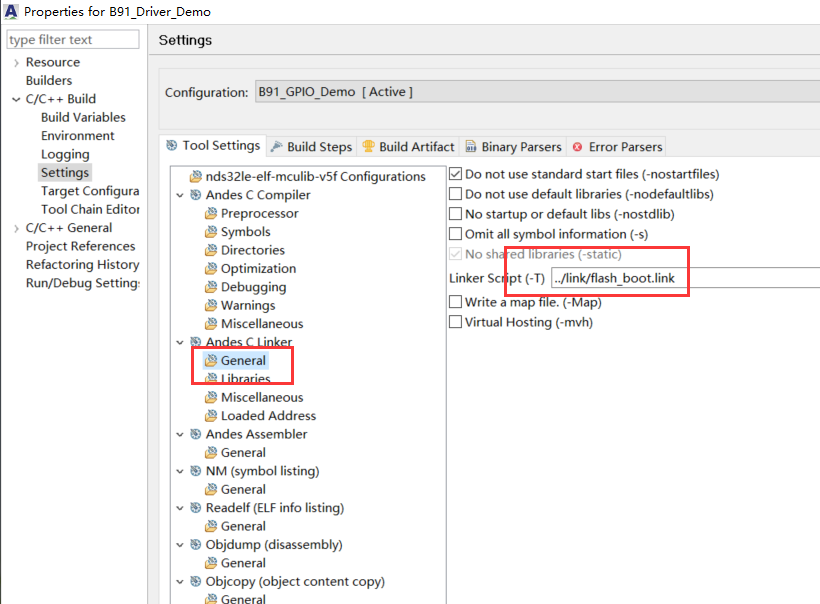 Properties for B91_Driver_Demo
type filter text
Settings
Resource
Builders
C/C++ Build
Build Variables
Environment
Logging
Settings
Target Configura
Tool Chain Editor
C/C++ General
Project References
Refactoring History
Run/Debug Settings
Configuration: B91_GPIO_Demo [ Active ]
Tool Settings Build Steps Build Artifact Binary Parsers Error Parsers
nds32le-elf-mculib-v5f Configurations
Andes C Compiler
Preprocessor
Symbols
Directories
Optimization
Debugging
Warnings
Miscellaneous
Andes C Linker
General
Libraries
Miscellaneous
Loaded Address
Andes Assembler
General
NM (symbol listing)
General
Readelf (ELF info listing)
General
Objdump (disassembly)
General
Objcopy (object content copy)
General
Do not use standard start files (-nostartfiles)
Do not use default libraries (-nodefaultlibs)
No startup or default libs (-nostdlib)
Omit all symbol information (-s)
No shared libraries (-static)
Linker Script (-T) ../link/flash_boot.link
Write a map file. (-Map)
Virtual Hosting (-mvh)